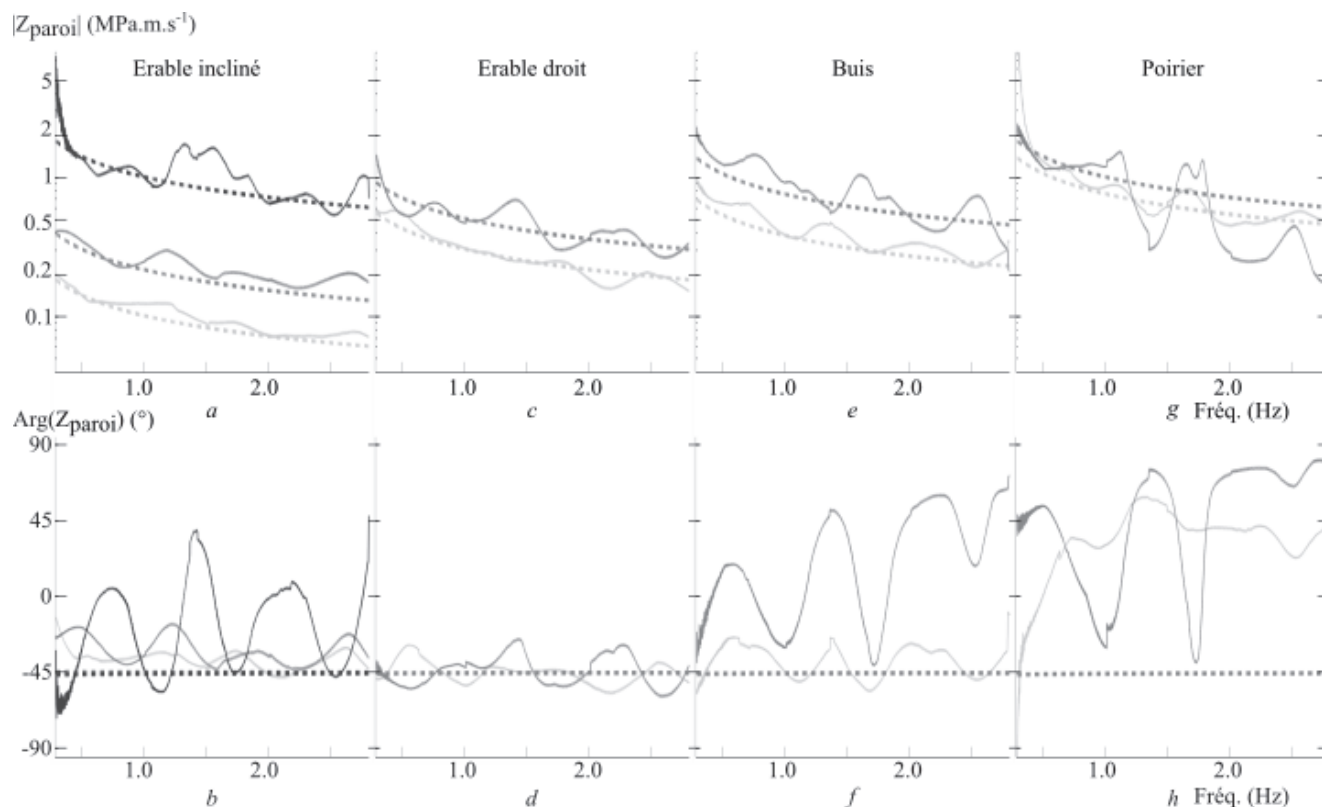 |Zparoi| (MPa.m.s-1)
Erable incliné Erable droit Buis Poirier
5
2
1
0.5
0.2
0.1
1.0 2.0 1.0 2.0 1.0 2.0 1.0 2.0
a c e g Fréq. (Hz)
Arg(Zparoi) (°)
90
45
0
-45
-90
1.0 2.0 1.0 2.0 1.0 2.0 1.0 2.0
b d f h Fréq. (Hz)